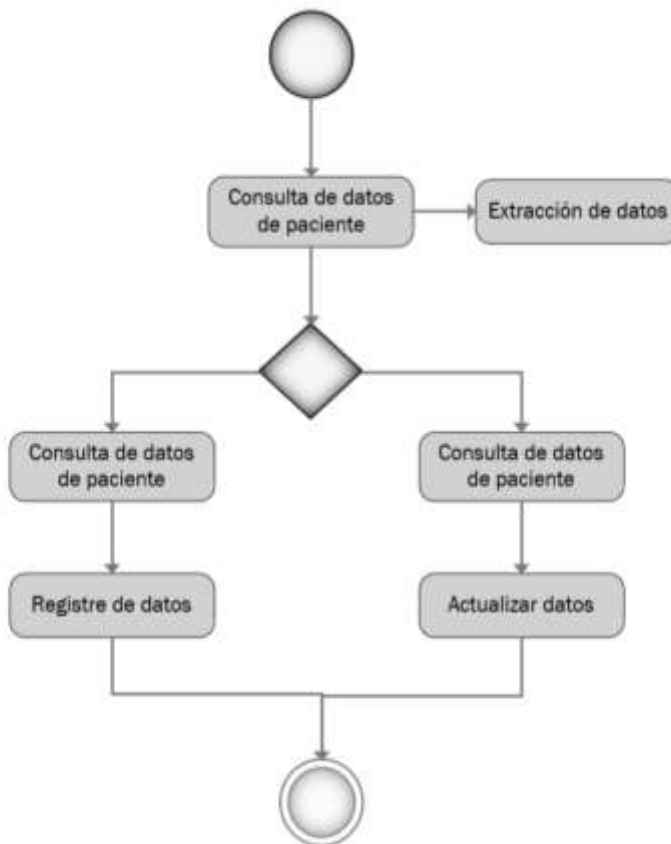 Consulta de datos
de paciente
Extracción de datos
Consulta de datos
de paciente
Consulta de datos
de paciente
Registre de datos
Actualizar datos